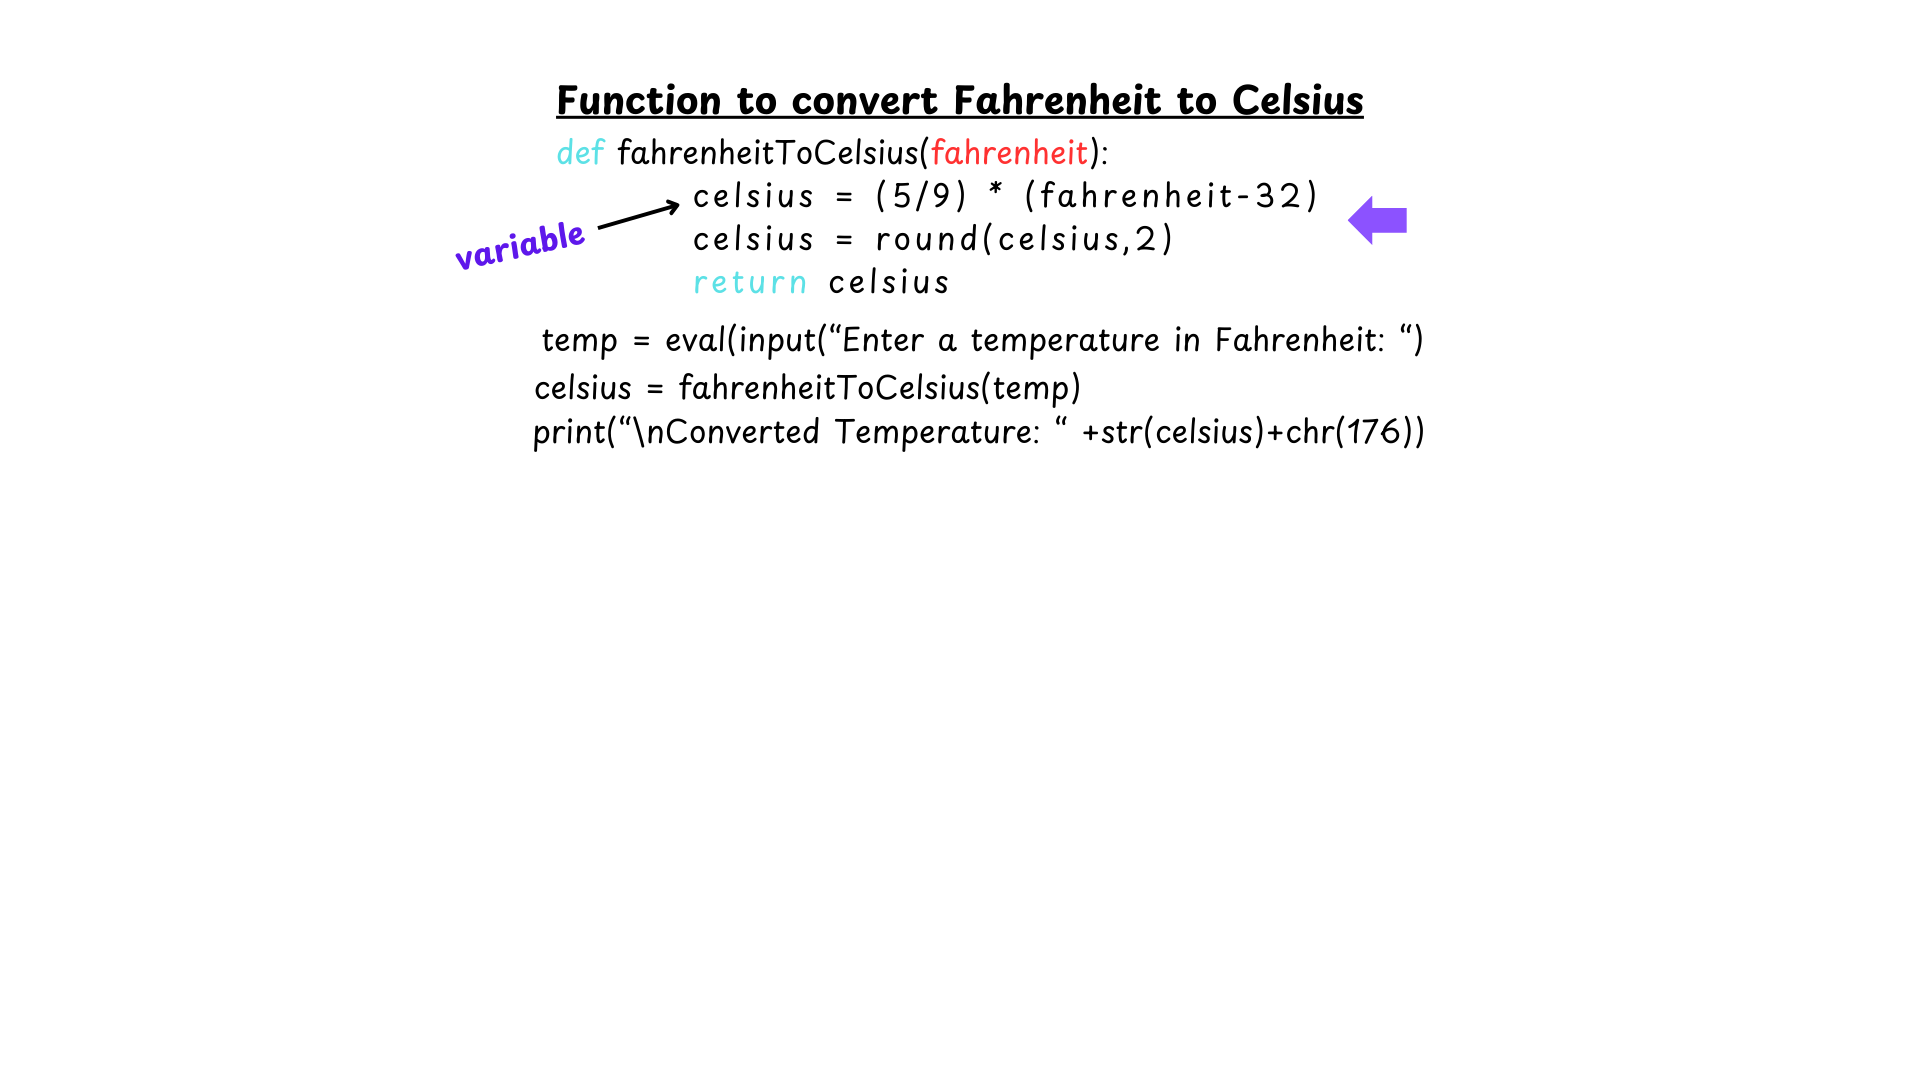 Function to convert Fahrenheit to Celsius
def fahrenheitToCelsius(fahrenheit):
celsius = (5/9) * (fahrenheit-32)
variable
celsius = round(celsius,2)
return celsius
temp = eval(input(“Enter a temperature in Fahrenheit: “)
celsius = fahrenheitToCelsius(temp)
print(“\nConverted Temperature: “ +str(celsius)+chr(176))